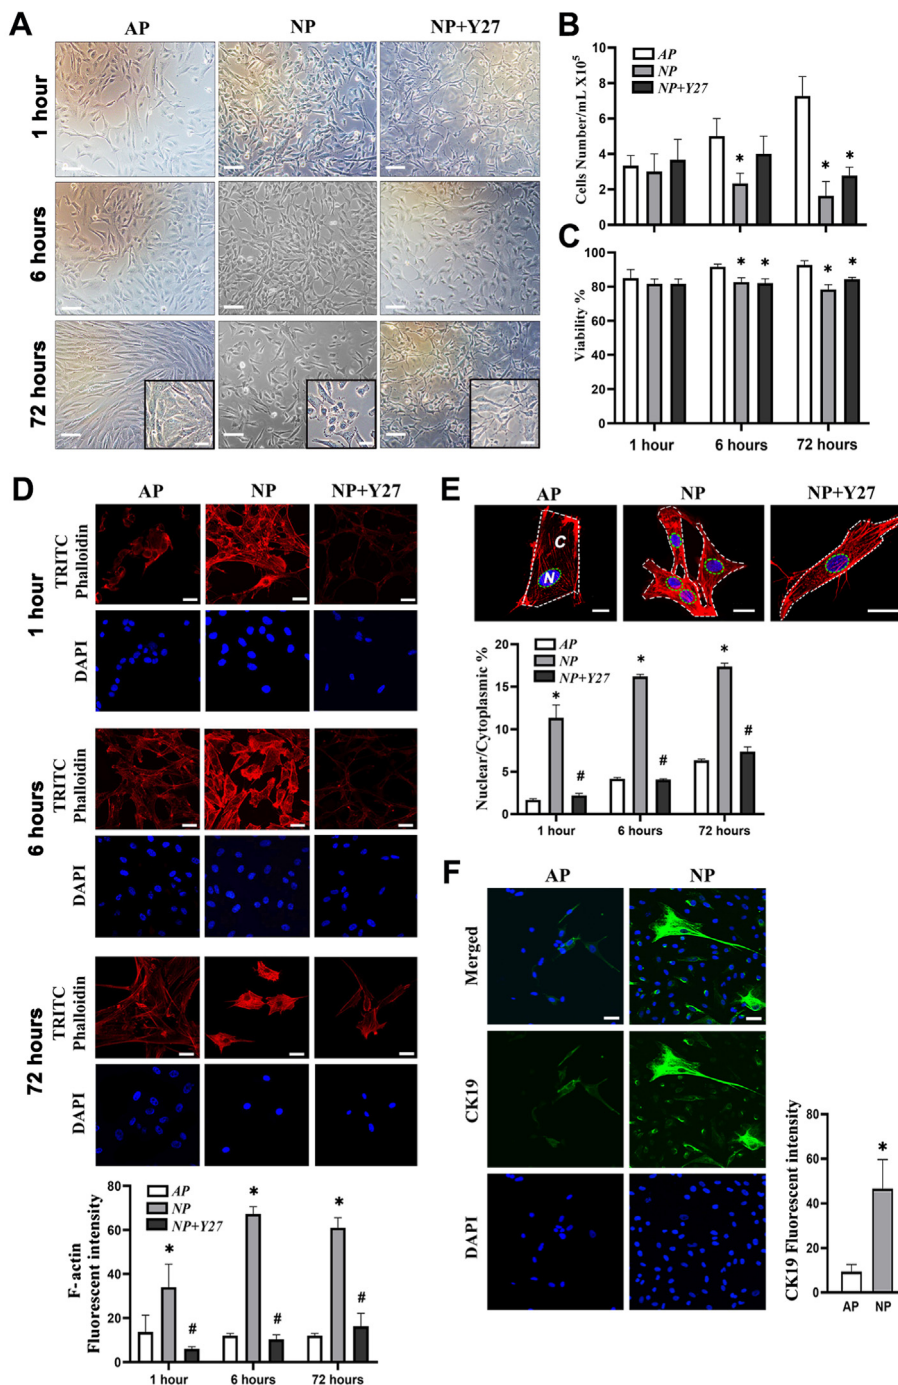 A
AP
NP
NP+Y27
1 hour
6 hours
72 hours
B
Cells Number/mL X10⁵
8
6
4
2
0
AP
NP
NP+Y27
*
*
*
C
Viability %
100
80
60
40
20
0
* *
* *
1 hour
6 hours
72 hours
D
AP
NP
NP+Y27
1 hour
TRITC
Phalloidin
DAPI
6 hours
TRITC
Phalloidin
DAPI
72 hours
TRITC
Phalloidin
DAPI
F-actin
Fluorescent intensity
80
60
40
20
0
AP
NP
NP+Y27
*
#
*
#
*
#
1 hour
6 hours
72 hours
E
AP
NP
NP+Y27
C
N
Nuclear/Cytoplasmic %
20
15
10
5
0
AP
NP
NP+Y27
*
#
*
#
*
#
1 hour
6 hours
72 hours
F
AP
NP
Merged
CK19
DAPI
CK19 Fluorescent intensity
80
60
40
20
0
*
AP
NP